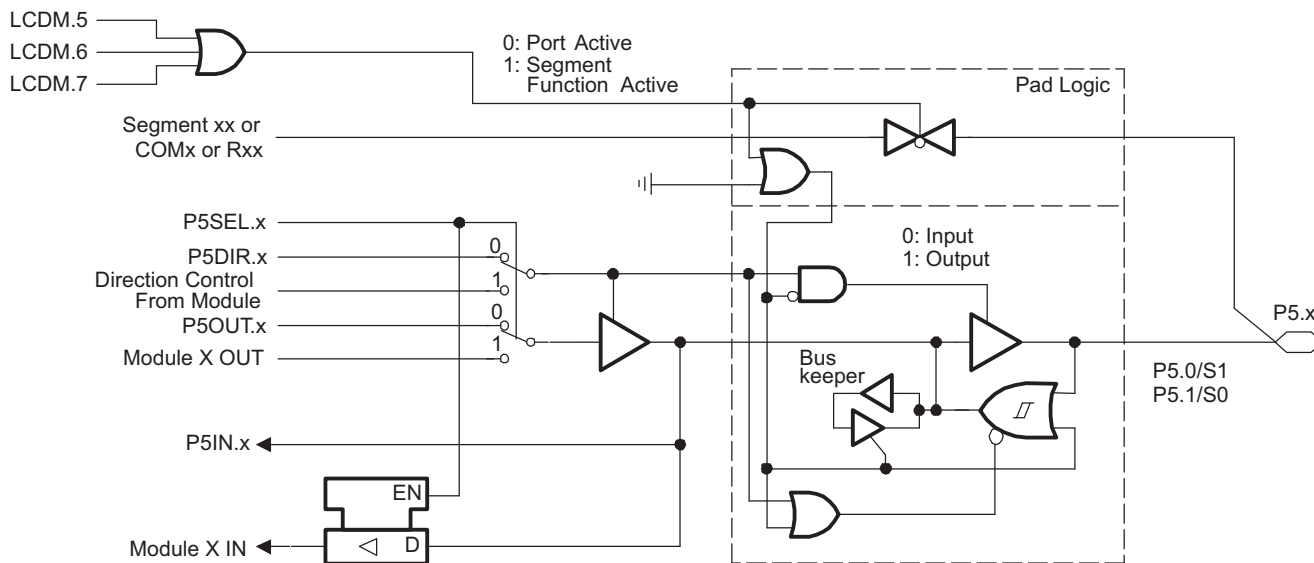 LCDM.5
LCDM.6
LCDM.7
0: Port Active
1: Segment
Function Active
Pad Logic
Segment xx or
COMx or Rxx
P5SEL.x
0
P5DIR.x
1
Direction Control
From Module
0
P5OUT.x
1
Module X OUT
0: Input
1: Output
P5.x
Bus
keeper
P5.0/S1
P5.1/S0
P5IN.x
EN
D
Module X IN